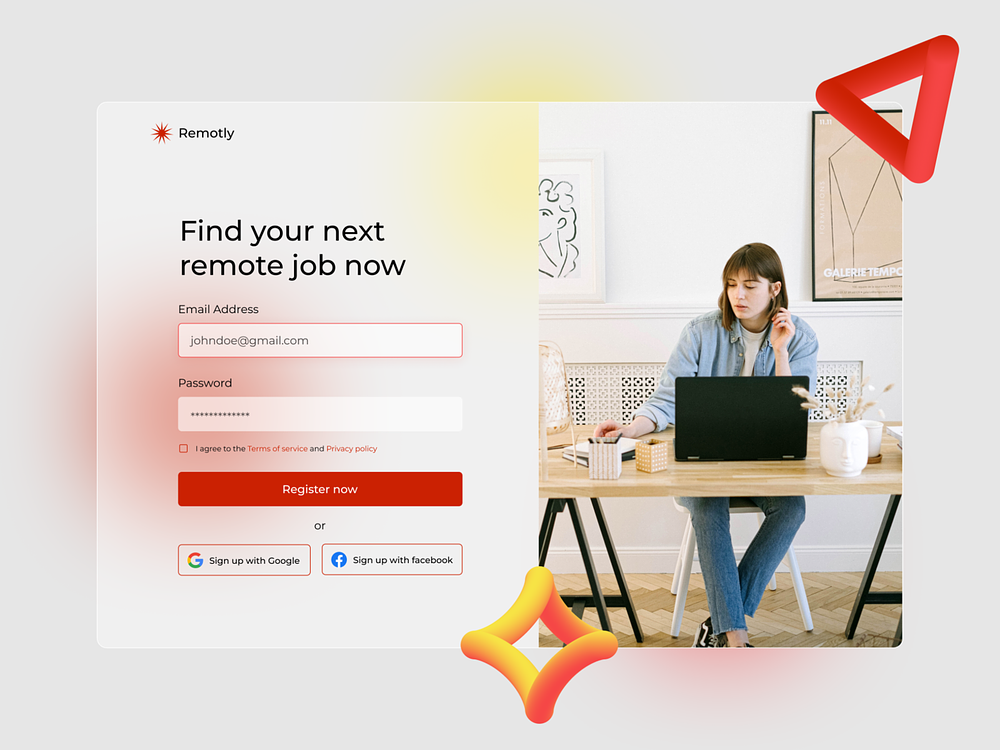 Remotly
Find your next
remote job now
Email Address
johndoe@gmail.com
Password
*************
I agree to the Terms of service and Privacy policy
Register now
or
Sign up with Google
Sign up with facebook
n.n
GALERIE TEMPO